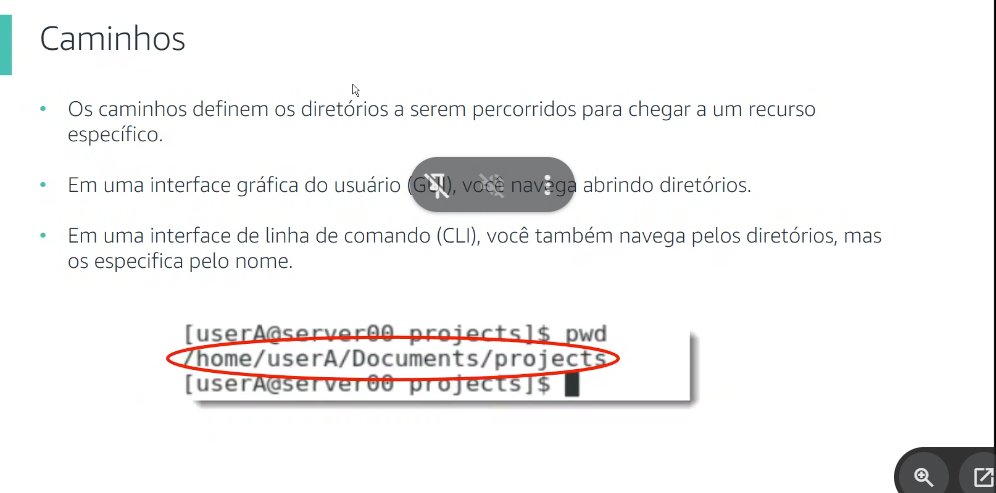 Caminhos
• Os caminhos definem os diretórios a serem percorridos para chegar a um recurso
específico.
• Em uma interface gráfica do usuário (GUI), você navega abrindo diretórios.
• Em uma interface de linha de comando (CLI), você também navega pelos diretórios, mas
os especifica pelo nome.
[userA@server00 projects]$ pwd
/home/userA/Documents/projects
[userA@server00 projects]$